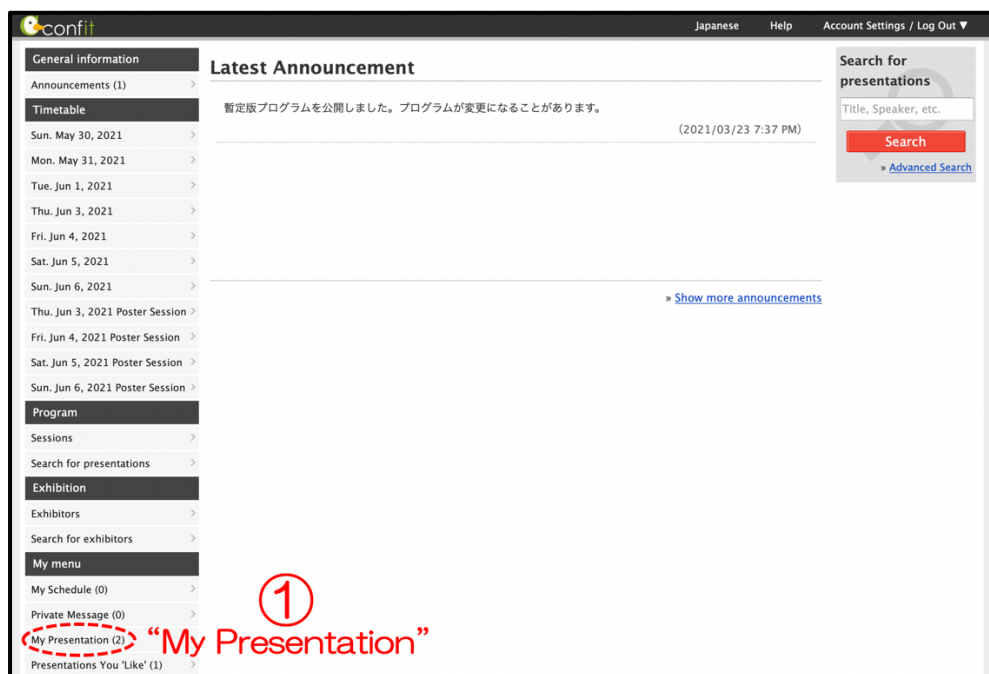 confit
Japanese Help Account Settings / Log Out ▼
General information
Announcements (1)
Timetable
Sun. May 30, 2021
Mon. May 31, 2021
Tue. Jun 1, 2021
Thu. Jun 3, 2021
Fri. Jun 4, 2021
Sat. Jun 5, 2021
Sun. Jun 6, 2021
Thu. Jun 3, 2021 Poster Session
Fri. Jun 4, 2021 Poster Session
Sat. Jun 5, 2021 Poster Session
Sun. Jun 6, 2021 Poster Session
Program
Sessions
Search for presentations
Exhibition
Exhibitors
Search for exhibitors
My menu
My Schedule (0)
Private Message (0)
My Presentation (2)
Presentations You 'Like' (1)
Latest Announcement
暫定版プログラムを公開しました。プログラムが変更になることがあります。
(2021/03/23 7:37 PM)
» Show more announcements
①
“My Presentation”
Search for
presentations
Title, Speaker, etc.
Search
» Advanced Search